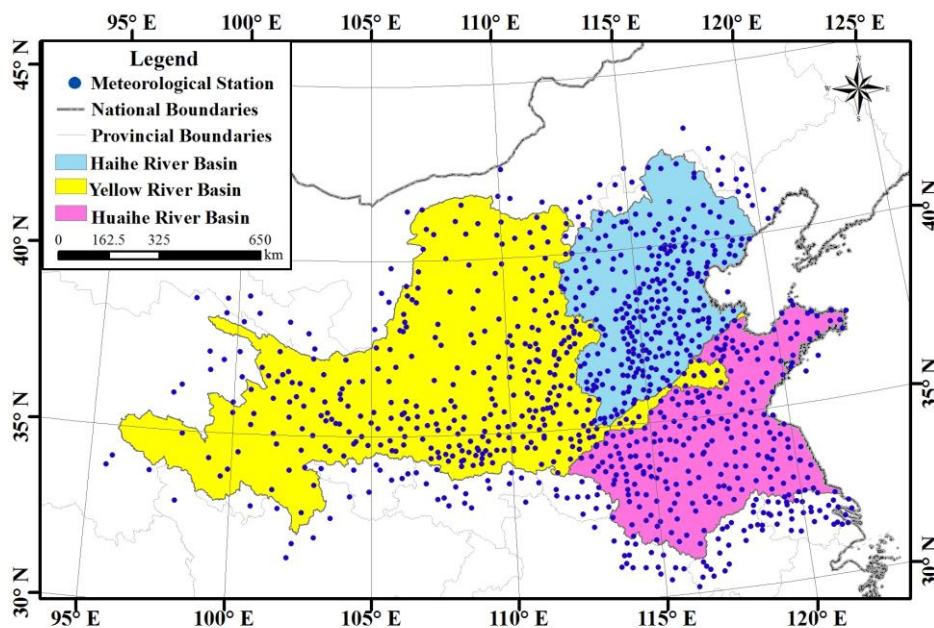 95° E 100° E 105° E 110° E 115° E 120° E 125° E
45° N
Legend
Meteorological Station
National Boundaries
Provincial Boundaries
Haihe River Basin
Yellow River Basin
Huaihe River Basin
0 162.5 325 650
km
N
W E
S
40° N 40° N
35° N 35° N
30° N 30° N
95° E 100° E 105° E 110° E 115° E 120° E